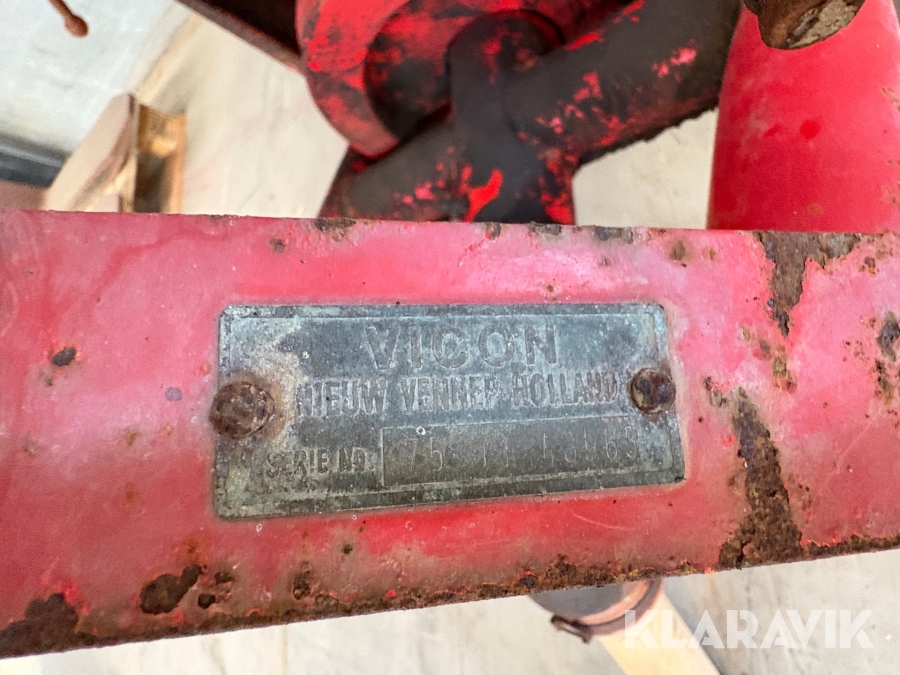 VICON
NIEUW VENNEP-HOLLAND
SERIE NO
KLARAVIK